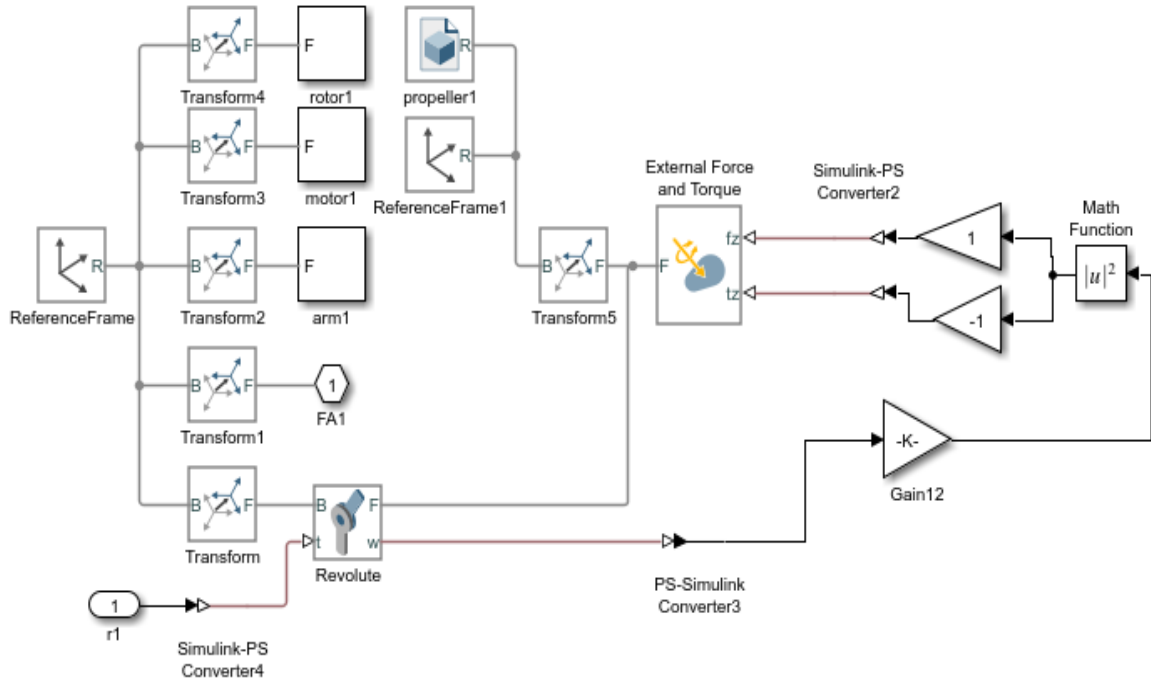 B F
F
R
Transform4
rotor1
propeller1
B F
F
R
External Force
and Torque
Simulink-PS
Converter2
Transform3
motor1
ReferenceFrame1
Math
Function
R
B F
F
B F
F
fz
tz
1
-1
|u|²
ReferenceFrame
Transform2
arm1
Transform5
B F
1
Transform1
FA1
-K-
Gain12
B F
B F
t w
Transform
Revolute
PS-Simulink
Converter3
1
r1
Simulink-PS
Converter4